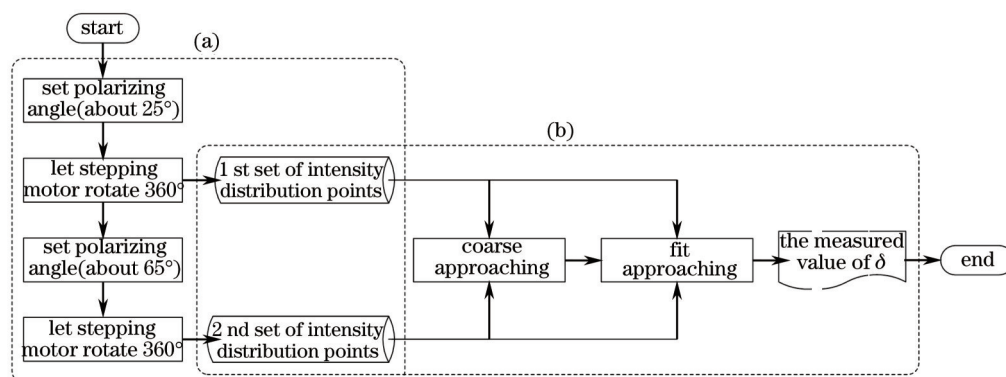 start
(a)
set polarizing
angle(about 25°)
let stepping
motor rotate 360°
set polarizing
angle(about 65°)
let stepping
motor rotate 360°
(b)
1 st set of intensity
distribution points
2 nd set of intensity
distribution points
coarse
approaching
fit
approaching
the measured
value of δ
end